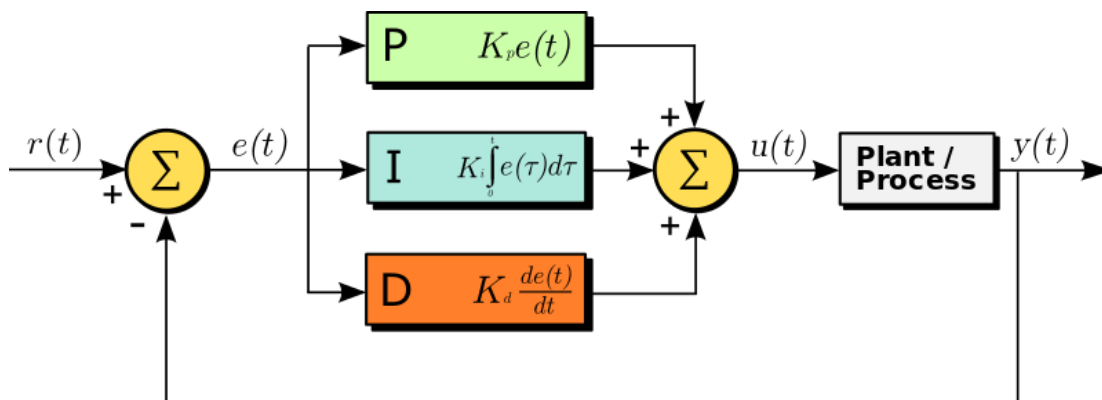 P K_p e(t)
r(t)
+
-
Σ
e(t)
I K_i ∫_0^t e(τ)dτ
D K_d de(t)/dt
+
+
+
Σ
u(t)
Plant /
Process
y(t)